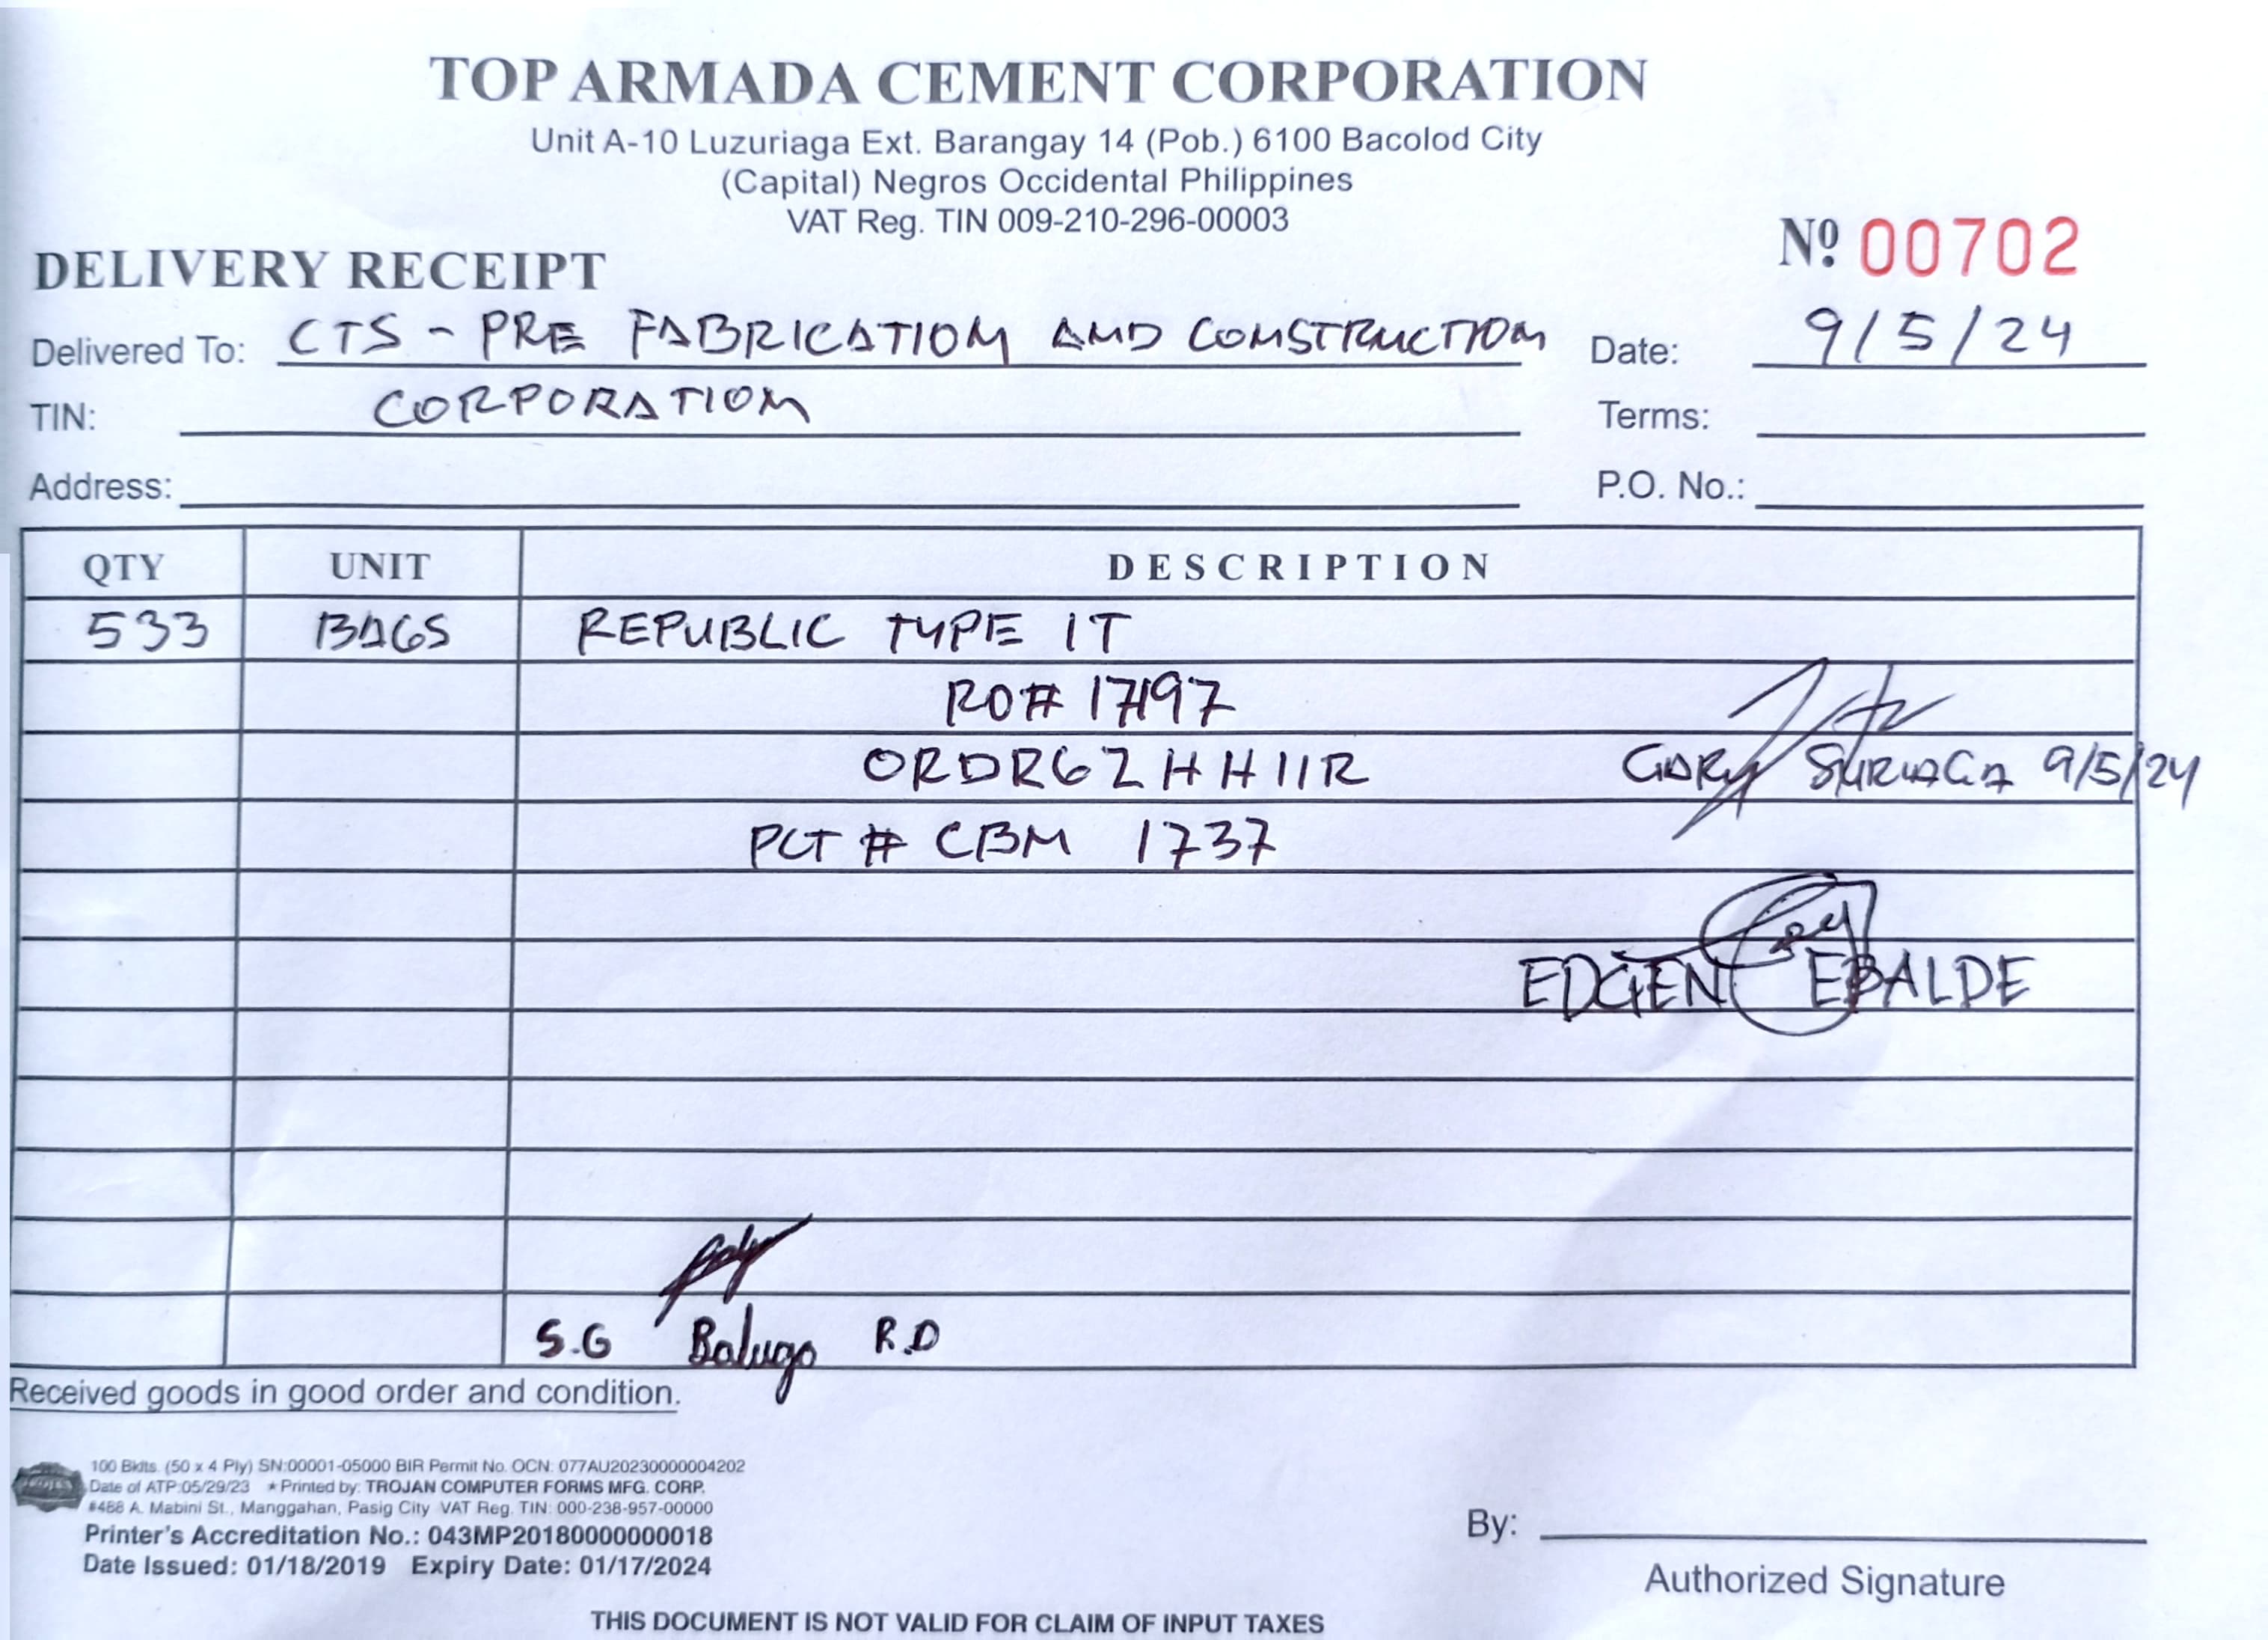 TOP ARMADA CEMENT CORPORATION
Unit A-10 Luzuriaga Ext. Barangay 14 (Pob.) 6100 Bacolod City
(Capital) Negros Occidental Philippines
VAT Reg. TIN 009-210-296-00003
Nº 00702
DELIVERY RECEIPT
Delivered To: CTS - PRE FABRICATION AND CONSTRUCTION Date: 9/5/24
TIN: CORPORATION Terms:
Address: P.O. No.:
QTY UNIT DESCRIPTION
533 BAGS REPUBLIC TYPE IT
RO# 17197
ORDR6ZHH11R
GARY SURIAGA 9/5/24
PLT # CBM 1737
EDGEN EBALDE
S.G Balugo R.D
Received goods in good order and condition.
100 Bklts. (50 x 4 Ply) SN:00001-05000 BIR Permit No. OCN: 077AU20230000004202
Date of ATP:05/29/23 * Printed by: TROJAN COMPUTER FORMS MFG. CORP.
#488 A. Mabini St., Manggahan, Pasig City VAT Reg. TIN: 000-238-957-00000
Printer's Accreditation No.: 043MP20180000000018
Date Issued: 01/18/2019 Expiry Date: 01/17/2024
By:
Authorized Signature
THIS DOCUMENT IS NOT VALID FOR CLAIM OF INPUT TAXES